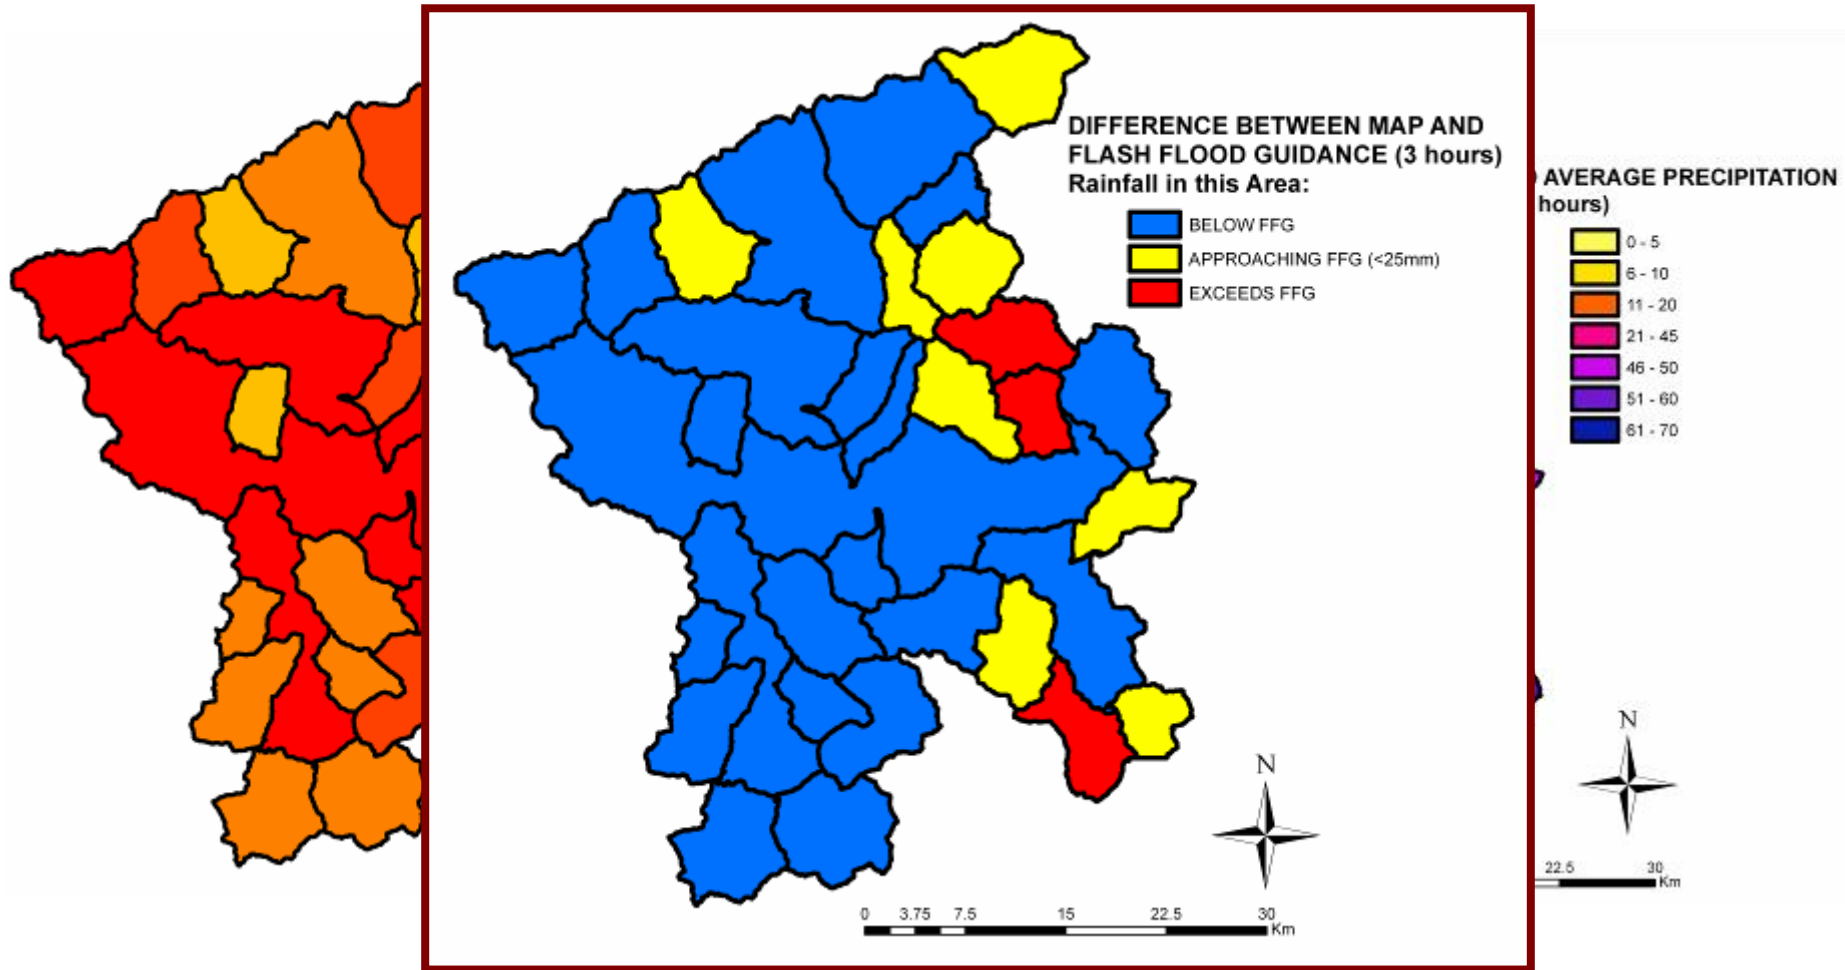 DIFFERENCE BETWEEN MAP AND
FLASH FLOOD GUIDANCE (3 hours)
Rainfall in this Area:
BELOW FFG
APPROACHING FFG (<25mm)
EXCEEDS FFG
N
0 3.75 7.5 15 22.5 30
Km
AVERAGE PRECIPITATION
hours)
0 - 5
6 - 10
11 - 20
21 - 45
46 - 50
51 - 60
61 - 70
N
22.5 30
Km